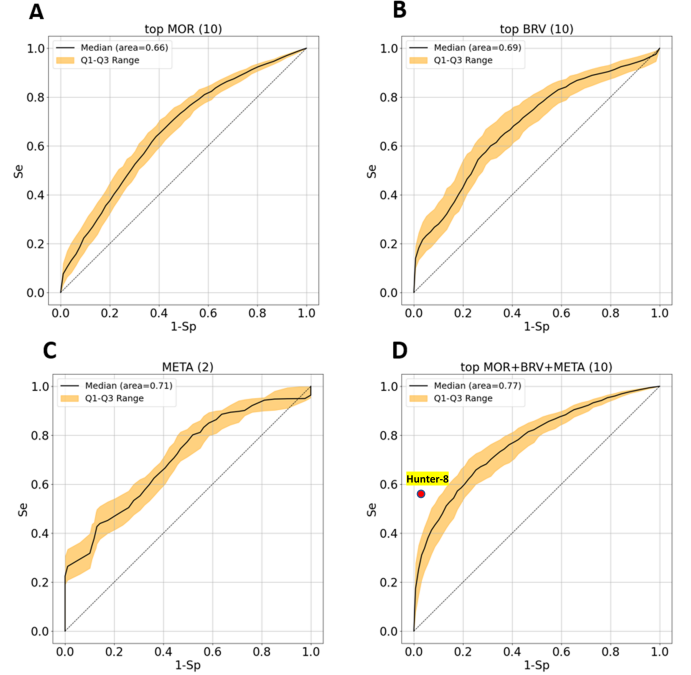 A
top MOR (10)
Median (area=0.66)
Q1-Q3 Range
1.0
0.8
0.6
0.4
0.2
0.0
Se
0.0 0.2 0.4 0.6 0.8 1.0
1-Sp
B
top BRV (10)
Median (area=0.69)
Q1-Q3 Range
1.0
0.8
0.6
0.4
0.2
0.0
Se
0.0 0.2 0.4 0.6 0.8 1.0
1-Sp
C
META (2)
Median (area=0.71)
Q1-Q3 Range
1.0
0.8
0.6
0.4
0.2
0.0
Se
0.0 0.2 0.4 0.6 0.8 1.0
1-Sp
D
top MOR+BRV+META (10)
Median (area=0.77)
Q1-Q3 Range
Hunter-8
1.0
0.8
0.6
0.4
0.2
0.0
Se
0.0 0.2 0.4 0.6 0.8 1.0
1-Sp